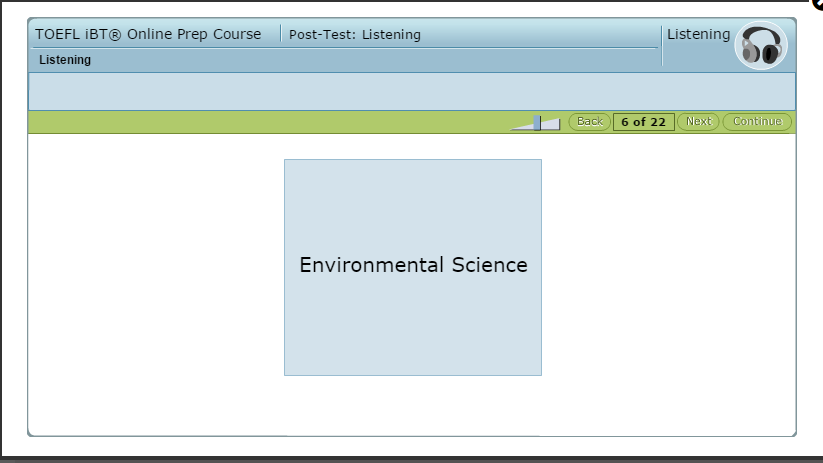 TOEFL iBT® Online Prep Course
Post-Test: Listening
Listening
Listening
Back
6 of 22
Next
Continue
Environmental Science